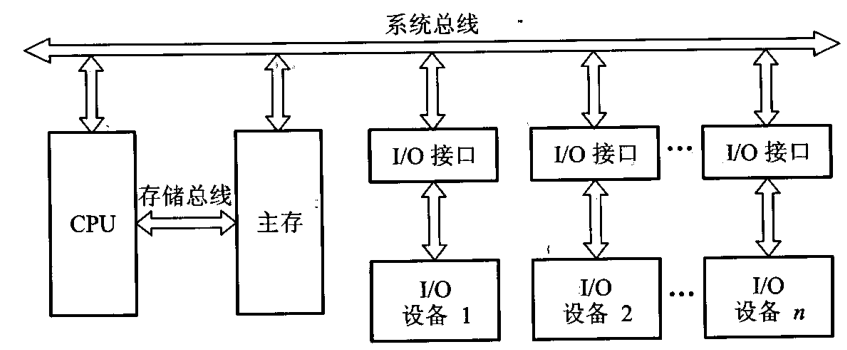 系统总线
I/O 接口
I/O 接口
···
I/O 接口
存储总线
CPU
主存
I/O
设备 1
I/O
设备 2
···
I/O
设备 n